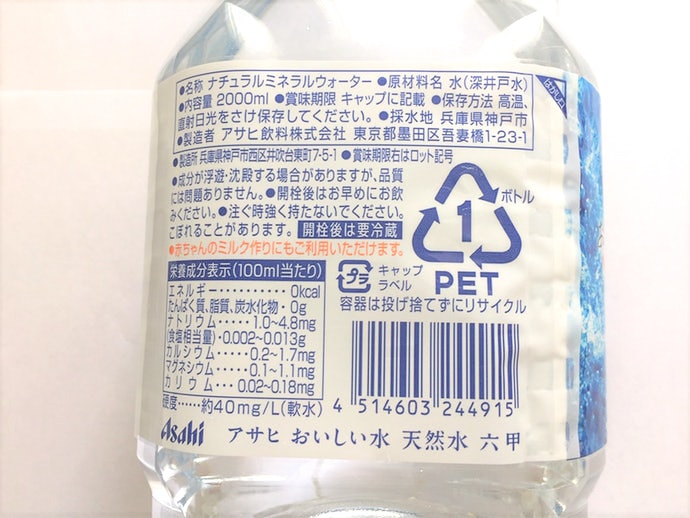 ●名称 ナチュラルミネラルウォーター ●原材料名 水(深井戸水)
●内容量 2000ml ●賞味期限 キャップに記載 ●保存方法 高温、
直射日光をさけ保存してください。 ●採水地 兵庫県神戸市
●製造者 アサヒ飲料株式会社 東京都墨田区吾妻橋1-23-1
はがし口
●製造所 兵庫県神戸市西区井吹台東町7-5-1 ●賞味期限右はロット記号
●成分が浮遊・沈殿する場合がありますが、品質
には問題ありません。●開栓後はお早めにお飲
みください。●注ぐ時強く持たないでください。
こぼれることがあります。 開栓後は要冷蔵
●赤ちゃんのミルク作りにもご利用いただけます。
1
ボトル
PET
プラ
キャップ
ラベル
容器は投げ捨てずにリサイクル
栄養成分表示(100ml当たり)
エネルギー··········0kcal
たんぱく質、脂質、炭水化物·0g
ナトリウム·····1.0~4.8mg
(食塩相当量)·0.002~0.013g
カルシウム·····0.2~1.7mg
マグネシウム····0.1~1.1mg
カリウム···0.02~0.18mg
硬度······約40mg/L(軟水)
4 514603 244915
Asahi アサヒ おいしい水 天然水 六甲